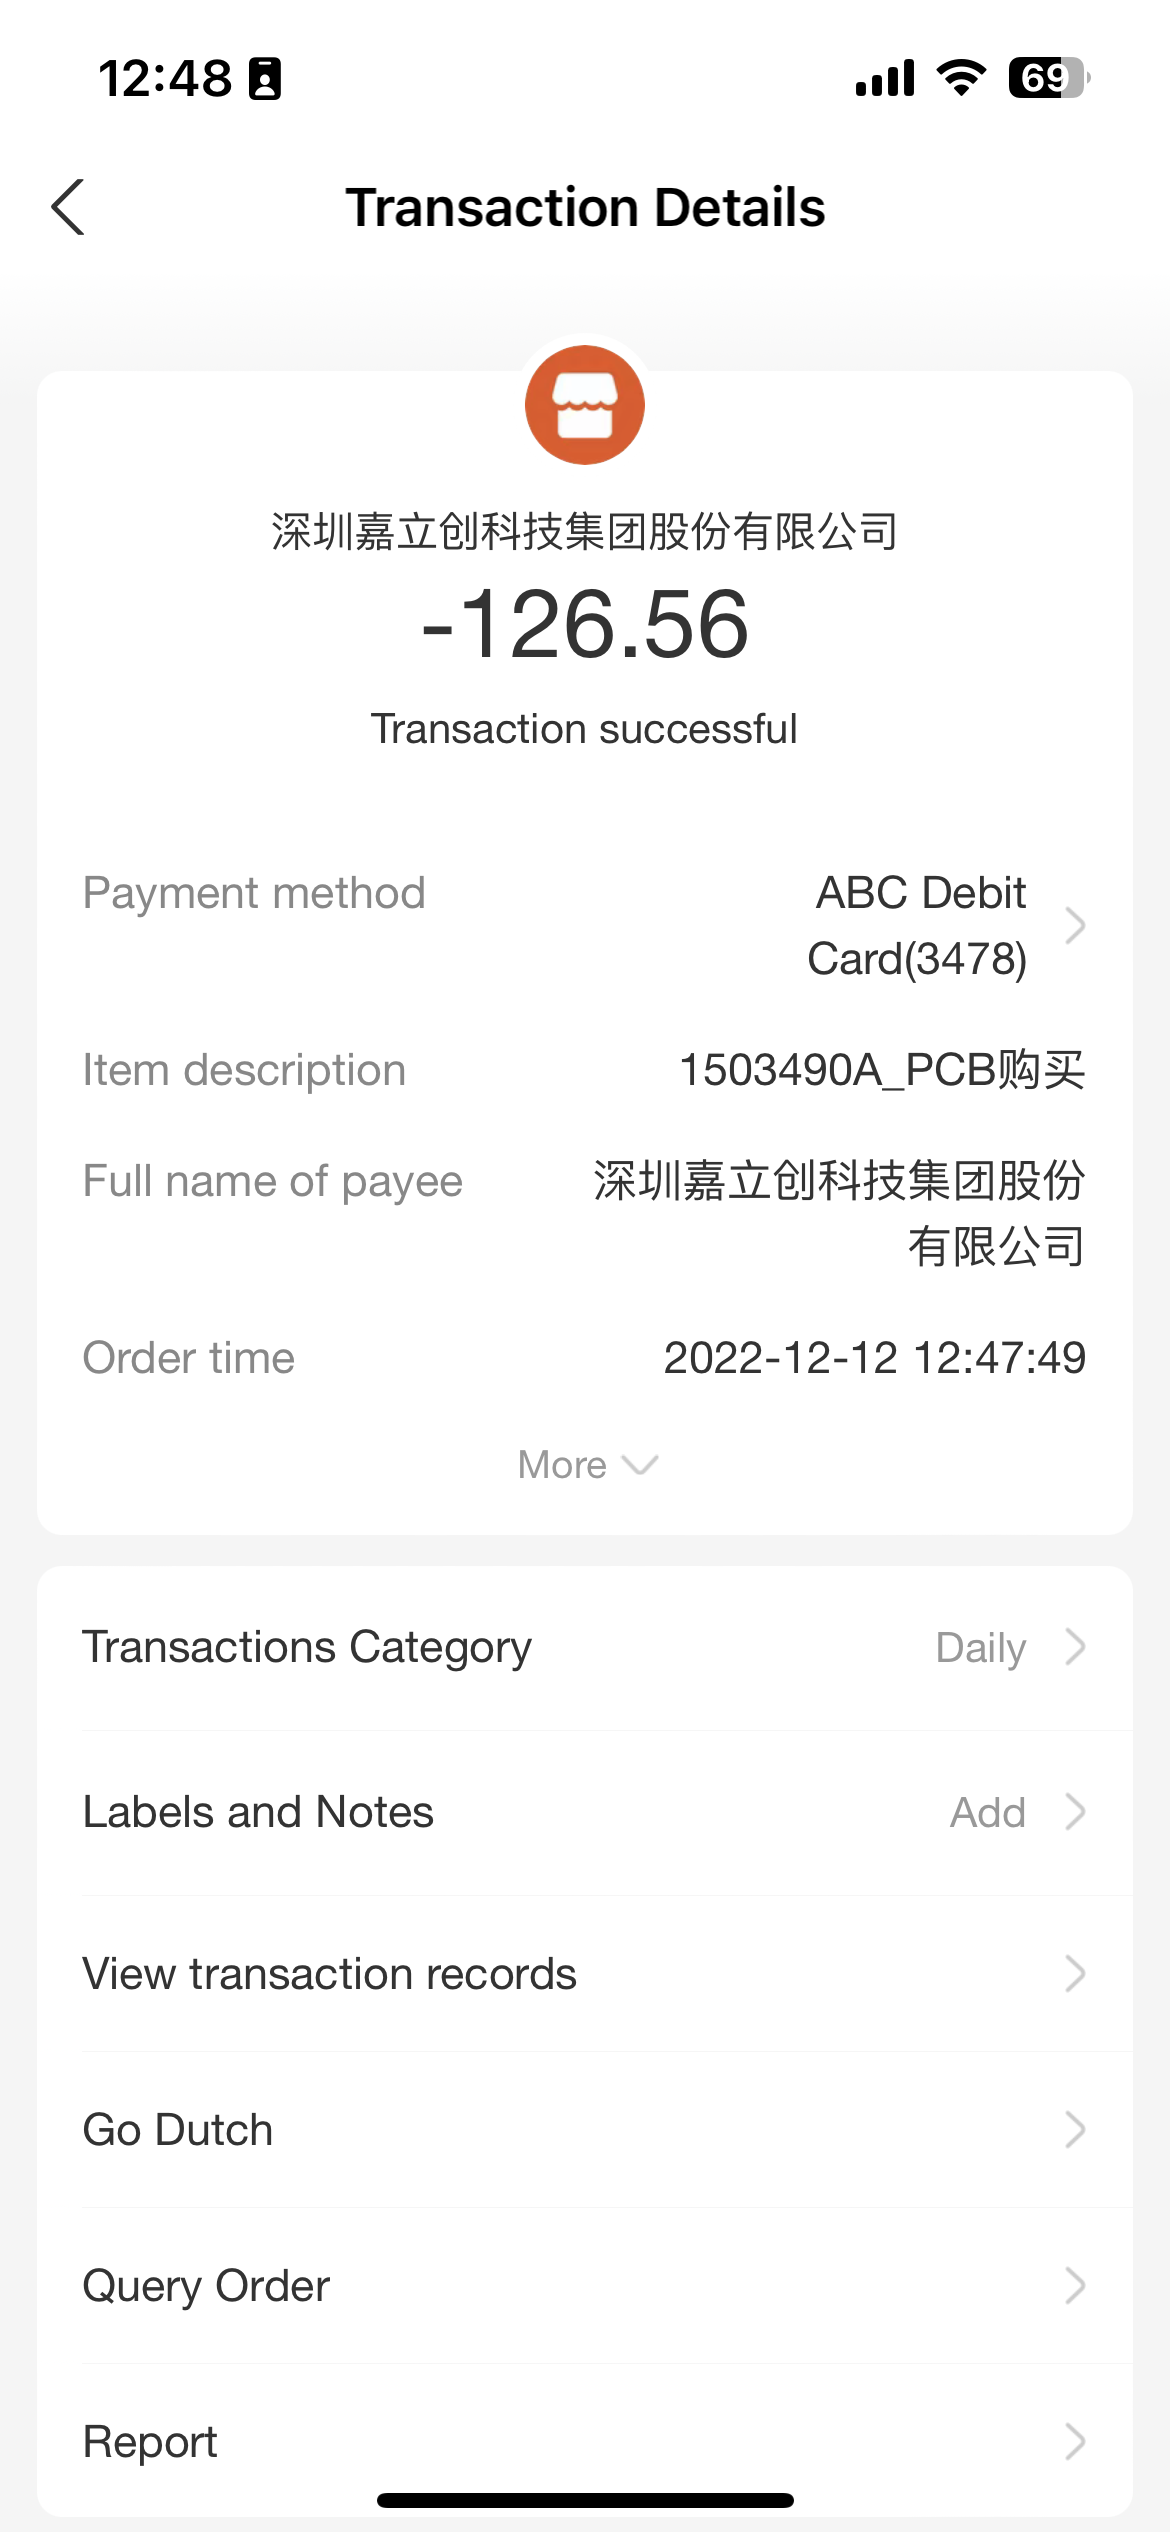 12:48
69
Transaction Details
深圳嘉立创科技集团股份有限公司
-126.56
Transaction successful
Payment method
ABC Debit
Card(3478)
Item description
1503490A_PCB购买
Full name of payee
深圳嘉立创科技集团股份
有限公司
Order time
2022-12-12 12:47:49
More
Transactions Category
Daily
Labels and Notes
Add
View transaction records
Go Dutch
Query Order
Report